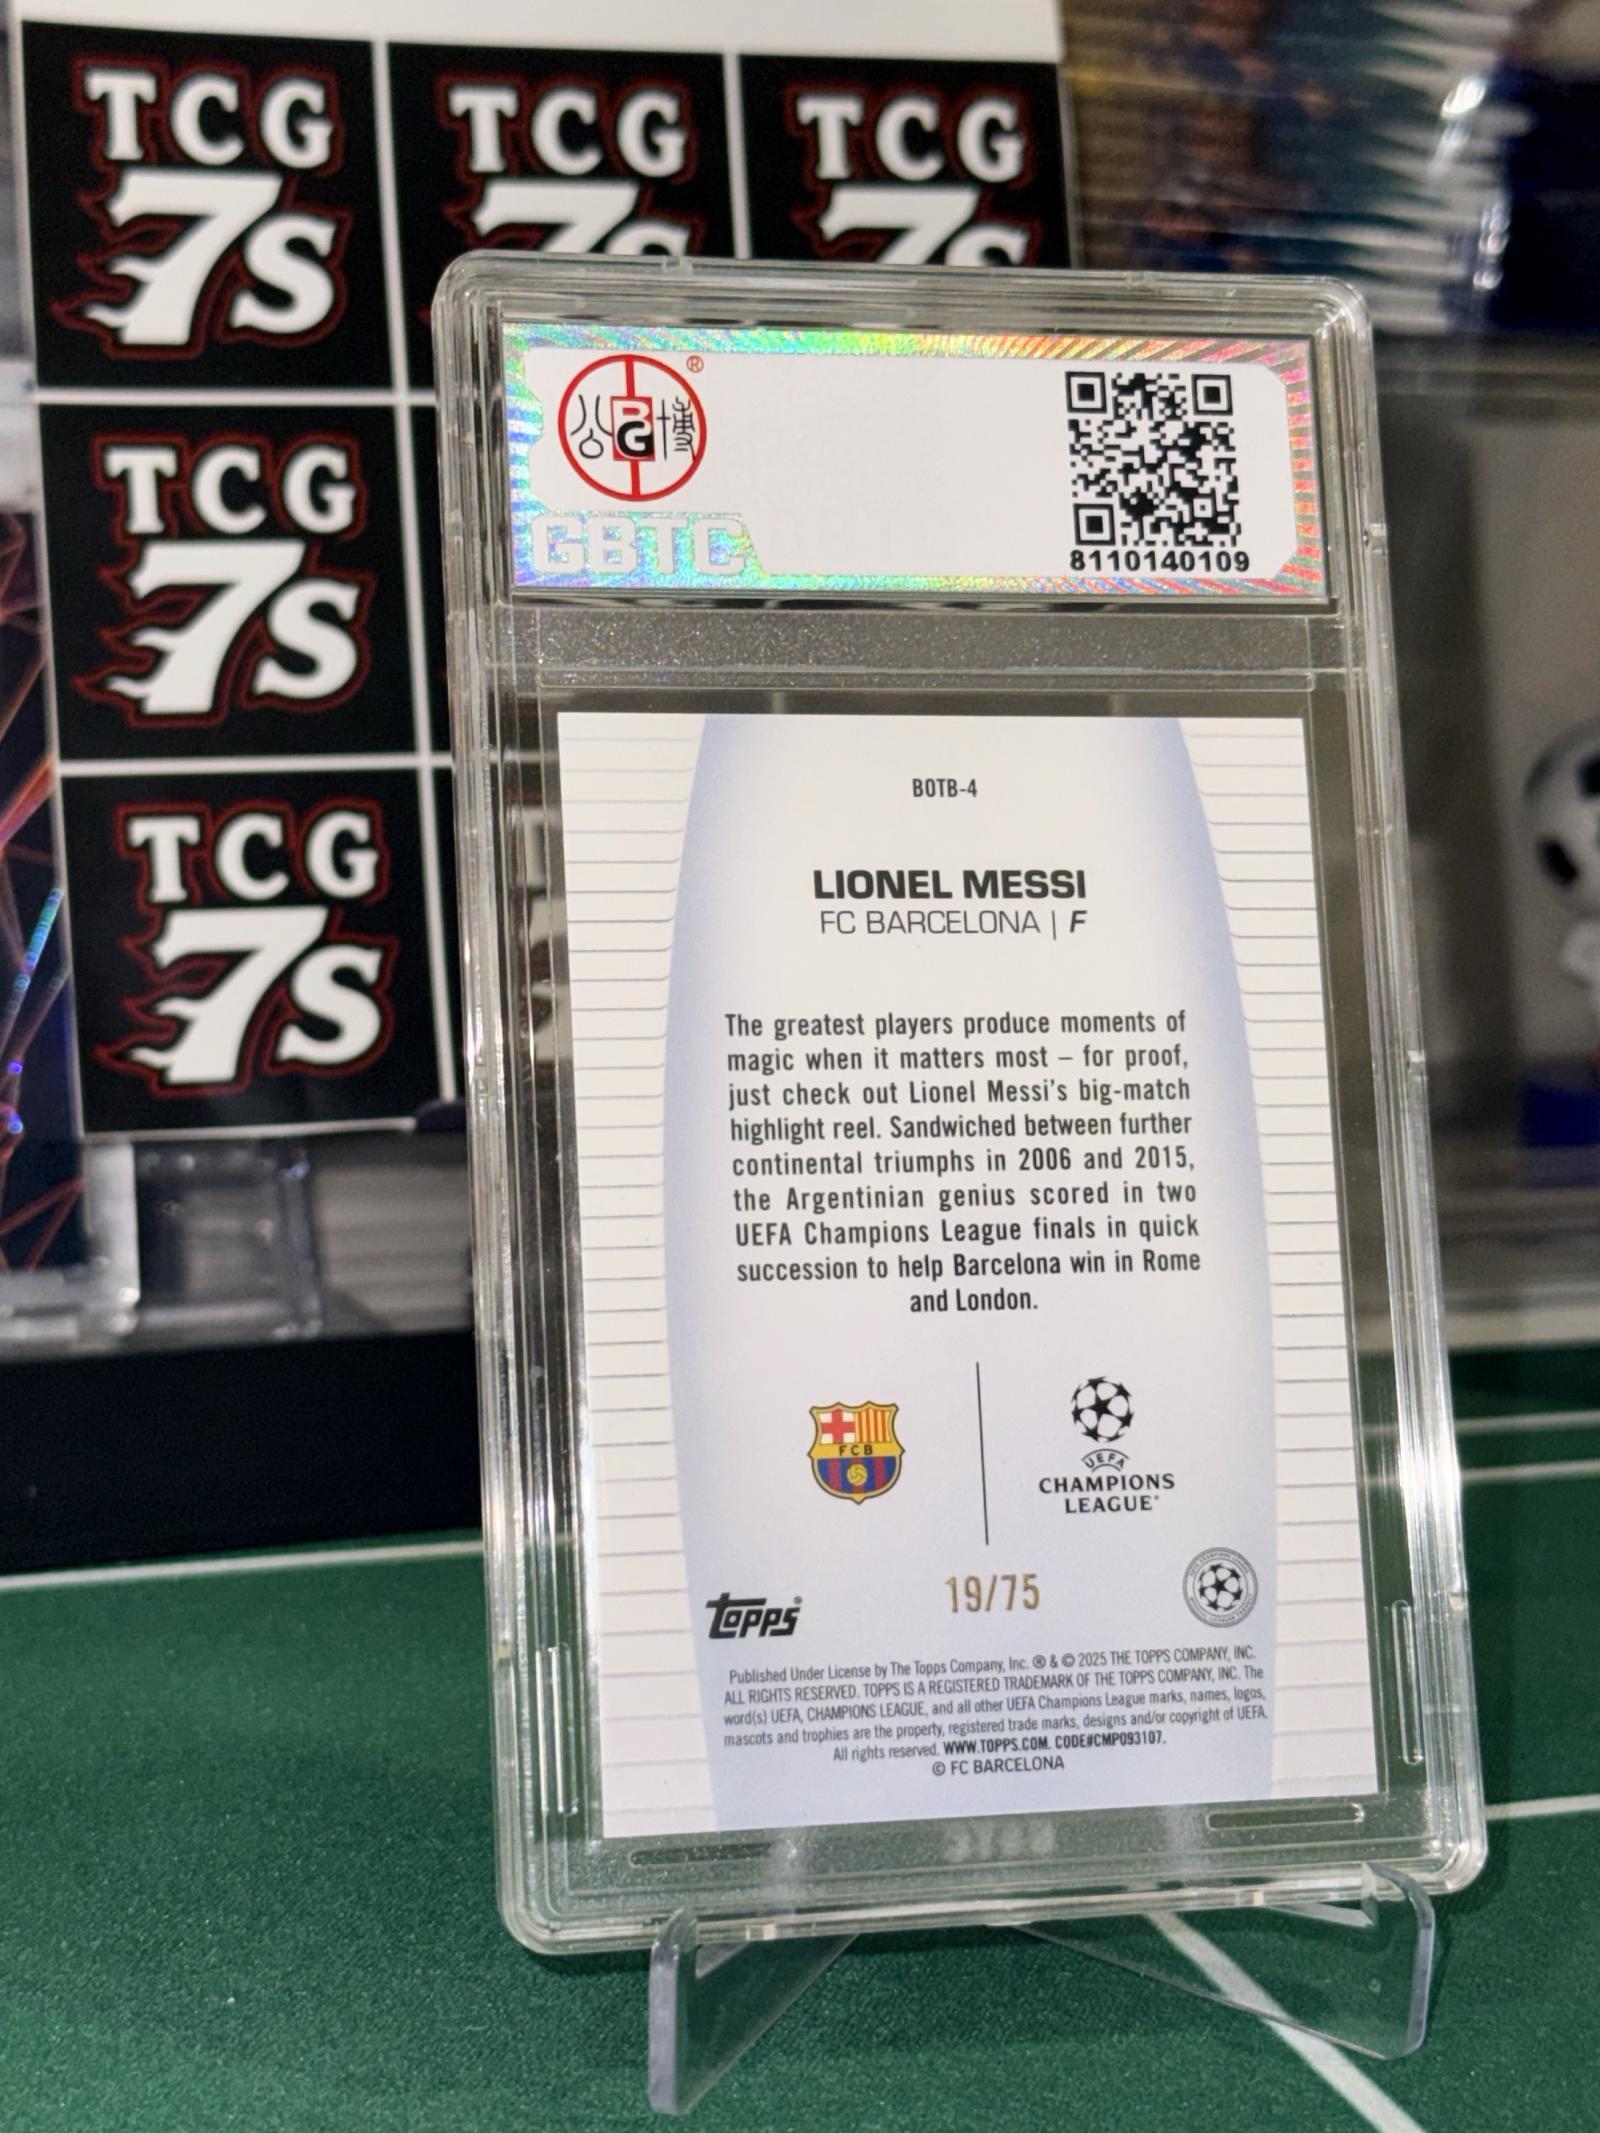 TCG
7S
TCG
7S
TCG
7S
TCG
7S
TCG
7S
公 BG 博 ®
GBTC
8110140109
BOTB-4
LIONEL MESSI
FC BARCELONA | F
The greatest players produce moments of
magic when it matters most – for proof,
just check out Lionel Messi's big-match
highlight reel. Sandwiched between further
continental triumphs in 2006 and 2015,
the Argentinian genius scored in two
UEFA Champions League finals in quick
succession to help Barcelona win in Rome
and London.
FCB
UEFA
CHAMPIONS
LEAGUE
19/75
Topps
Published Under License by The Topps Company, Inc. ® & © 2025 THE TOPPS COMPANY, INC.
ALL RIGHTS RESERVED. TOPPS IS A REGISTERED TRADEMARK OF THE TOPPS COMPANY, INC. The
word(s) UEFA, CHAMPIONS LEAGUE, and all other UEFA Champions League marks, names, logos,
mascots and trophies are the property, registered trade marks, designs and/or copyright of UEFA.
All rights reserved. WWW.TOPPS.COM. CODE#CMP093107.
© FC BARCELONA